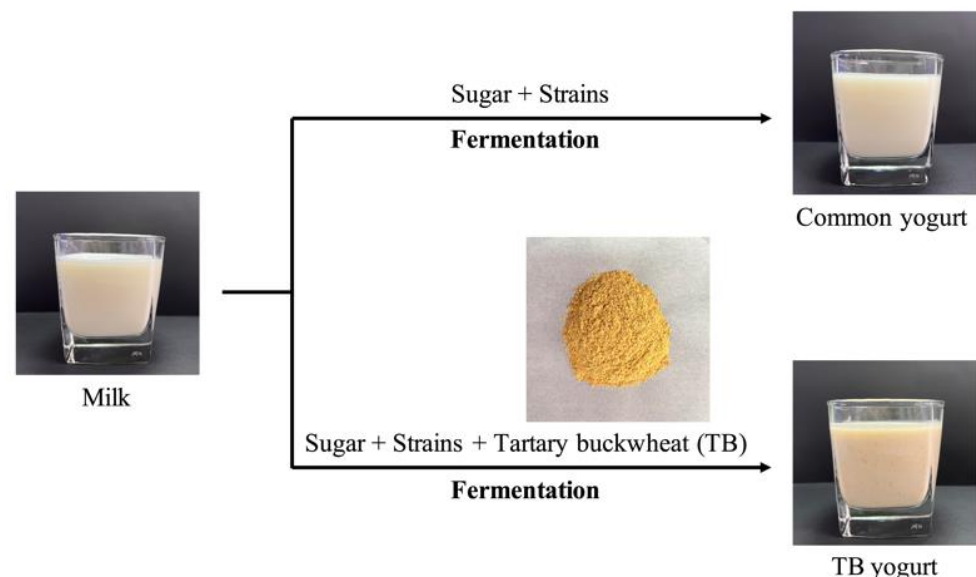 Sugar + Strains
Fermentation
Common yogurt
Milk
Sugar + Strains + Tartary buckwheat (TB)
Fermentation
TB yogurt